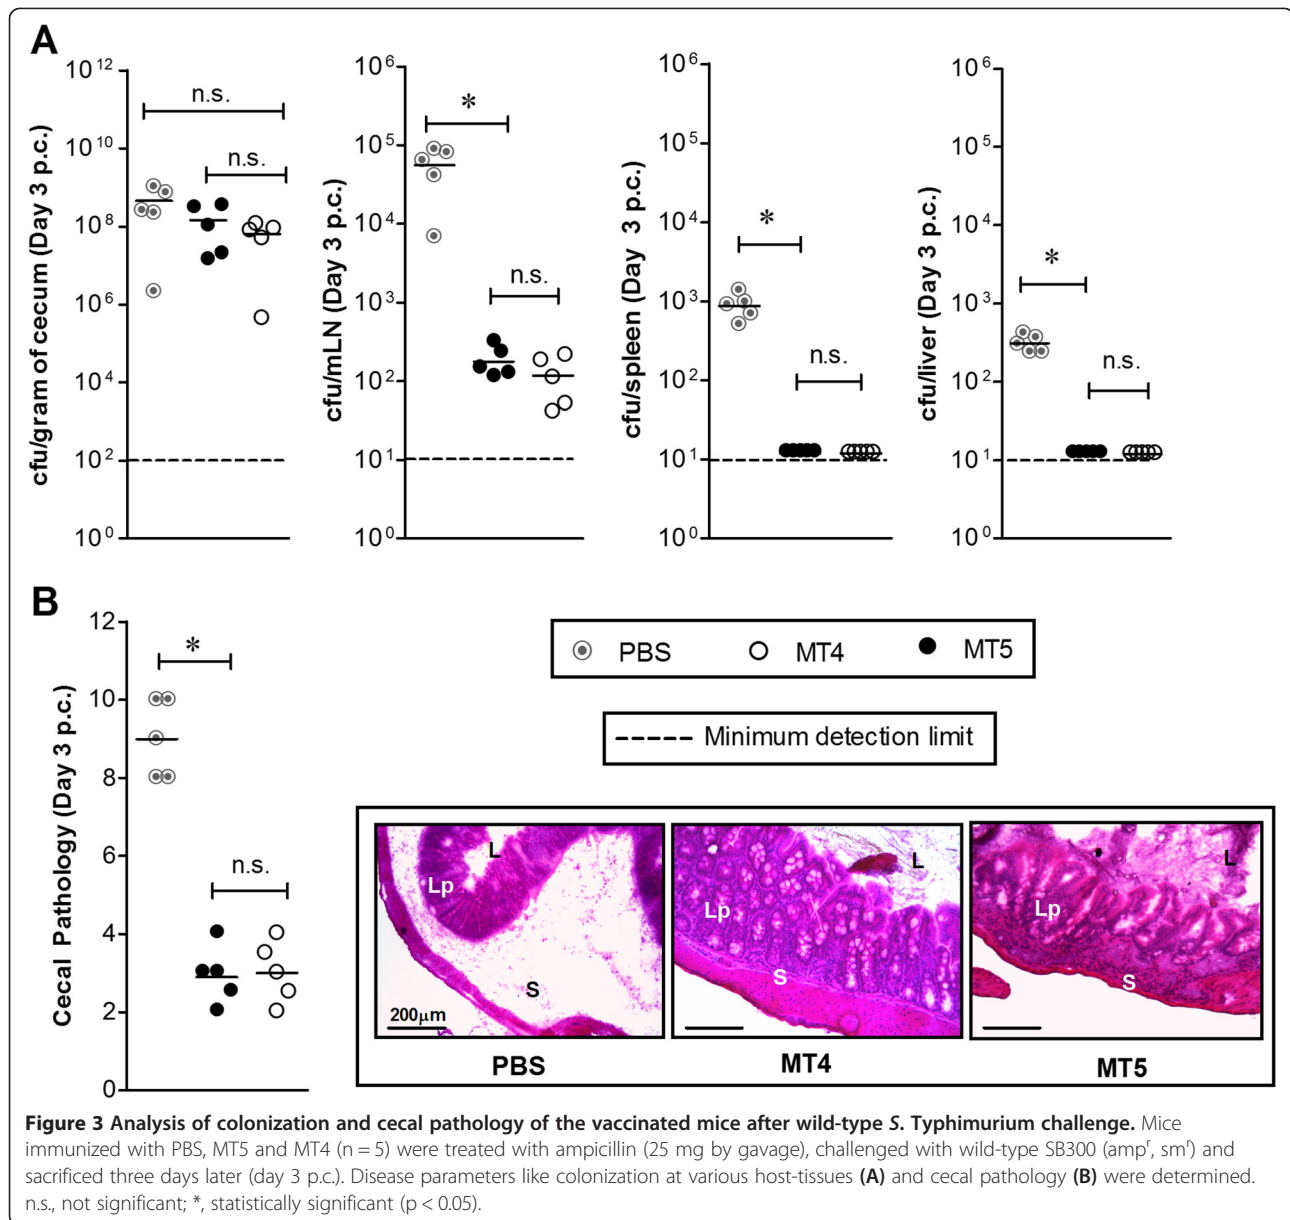 A
cfu/gram of cecum (Day 3 p.c.)
10^12
10^10
10^8
10^6
10^4
10^2
10^0
n.s.
n.s.
cfu/mLN (Day 3 p.c.)
10^6
10^5
10^4
10^3
10^2
10^1
10^0
*
n.s.
cfu/spleen (Day 3 p.c.)
10^6
10^5
10^4
10^3
10^2
10^1
10^0
*
n.s.
cfu/liver (Day 3 p.c.)
10^6
10^5
10^4
10^3
10^2
10^1
10^0
*
n.s.
B
Cecal Pathology (Day 3 p.c.)
12
10
8
6
4
2
0
*
n.s.
PBS MT4 MT5
Minimum detection limit
L
Lp
S
200µm
PBS
L
Lp
S
MT4
L
Lp
S
MT5
Figure 3 Analysis of colonization and cecal pathology of the vaccinated mice after wild-type S. Typhimurium challenge. Mice
immunized with PBS, MT5 and MT4 (n = 5) were treated with ampicillin (25 mg by gavage), challenged with wild-type SB300 (amp^r, sm^r) and
sacrificed three days later (day 3 p.c.). Disease parameters like colonization at various host-tissues (A) and cecal pathology (B) were determined.
n.s., not significant; *, statistically significant (p < 0.05).